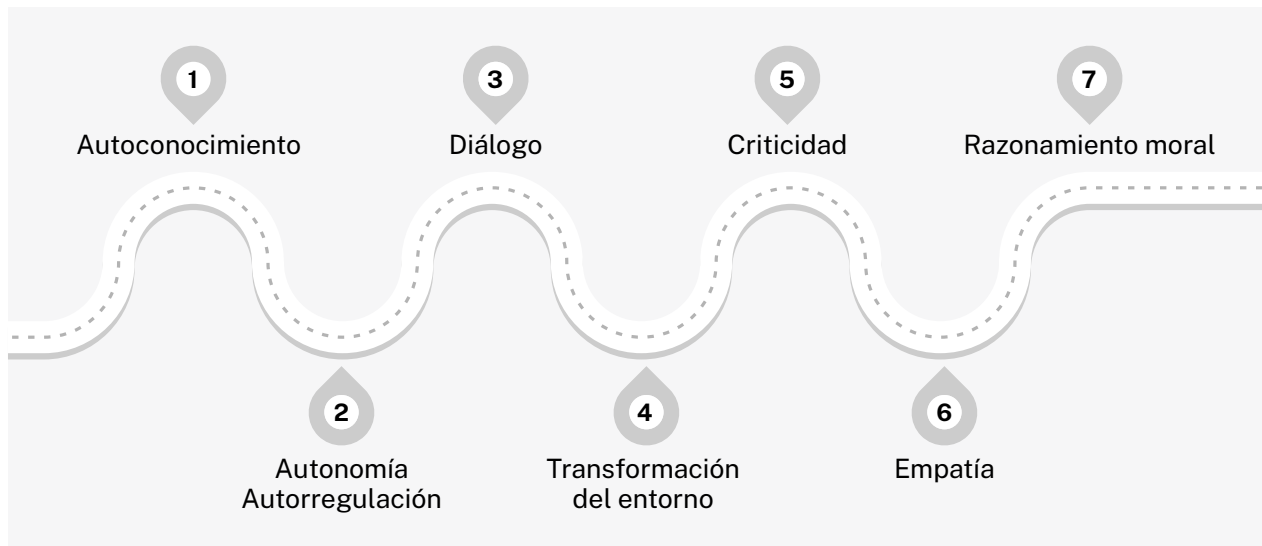 1
Autoconocimiento
2
Autonomía
Autorregulación
3
Diálogo
4
Transformación
del entorno
5
Criticidad
6
Empatía
7
Razonamiento moral